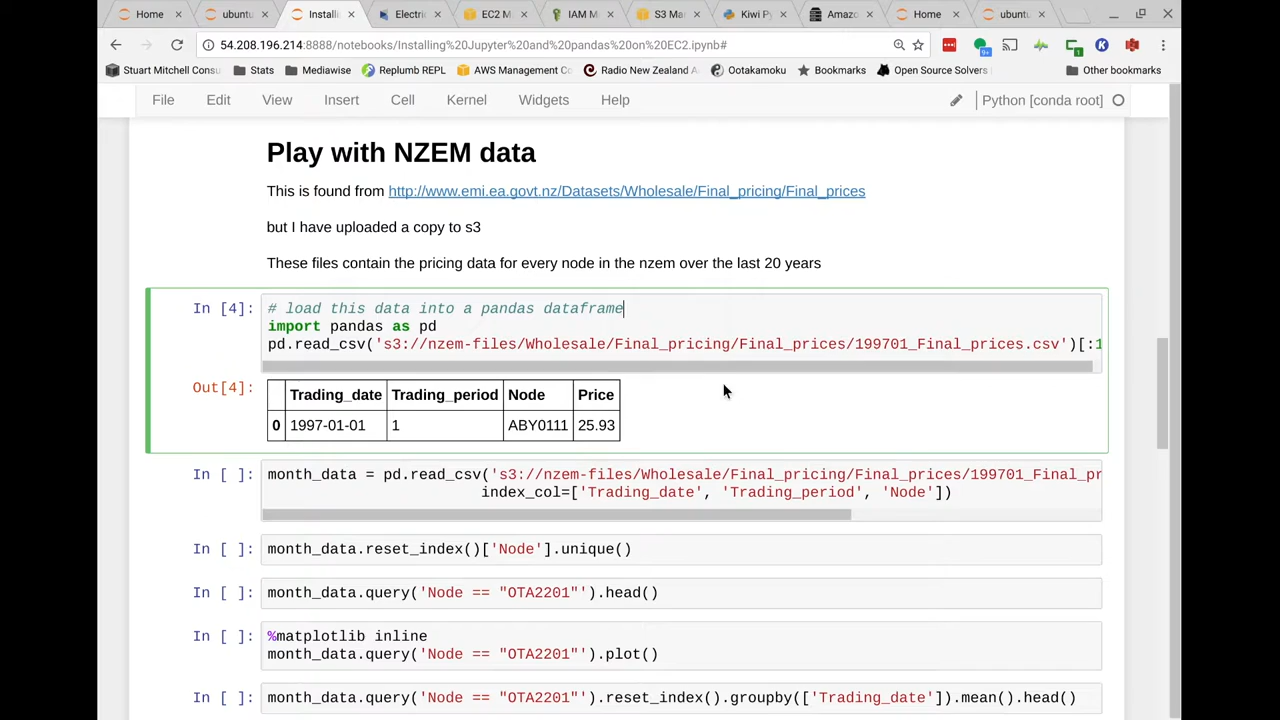 Home
ubuntu
Installi
Electric
EC2 M
IAM M
S3 Ma
Kiwi Py
Amazo
Home
ubunt
54.208.196.214:8888/notebroks/Installng%20Jupyter%20and%20pandas%20on%20EC2.ipynb#
Stuart Mitchell Consu
Stats
Mediawise
Replumb REPL
AWS Management Co
Radio New Zealand A
Ootakamoku
Bookmarks
Open Source Solvers
Other bookmarks
File Edit View Insert Cell Kernel Widgets Help
Python [conda root]
Play with NZEM data
This is found from http://www.emi.ea.govt.nz/Datasets/Wholesale/Final_pricing/Final_prices
but I have uploaded a copy to s3
These files contain the pricing data for every node in the nzem over the last 20 years
In [4]: # load this data into a pandas dataframe
import pandas as pd
pd.read_csv('s3://nzem-files/Wholesale/Final_pricing/Final_prices/199701_Final_prices.csv')[:1
Out[4]:
Trading_date Trading_period Node Price
0 1997-01-01 1 ABY0111 25.93
In [ ]: month_data = pd.read_csv('s3://nzem-files/Wholesale/Final_pricing/Final_prices/199701_Final_pr
index_col=['Trading_date', 'Trading_period', 'Node'])
In [ ]: month_data.reset_index()['Node'].unique()
In [ ]: month_data.query('Node == "OTA2201"').head()
In [ ]: %matplotlib inline
month_data.query('Node == "OTA2201"').plot()
In [ ]: month_data.query('Node == "OTA2201"').reset_index().groupby(['Trading_date']).mean().head()